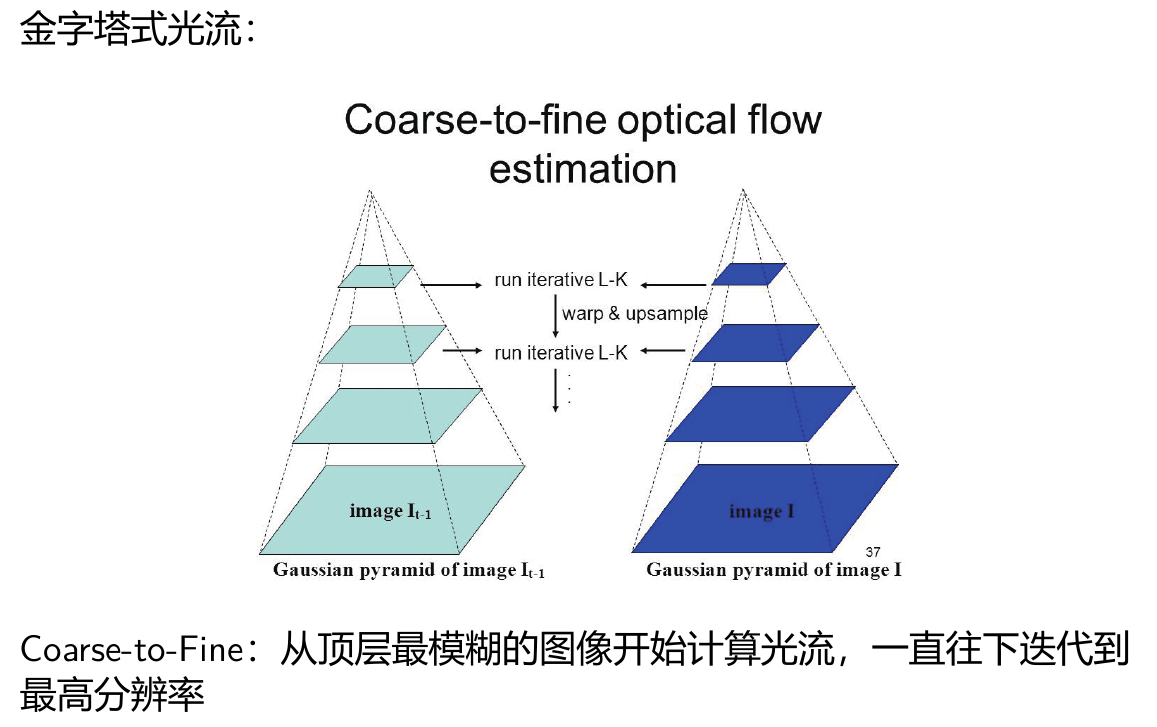 金字塔式光流：
Coarse-to-fine optical flow
estimation
run iterative L-K
warp & upsample
run iterative L-K
.
.
.
image Iₜ₋₁
image I
37
Gaussian pyramid of image Iₜ₋₁
Gaussian pyramid of image I
Coarse-to-Fine：从顶层最模糊的图像开始计算光流，一直往下迭代到
最高分辨率